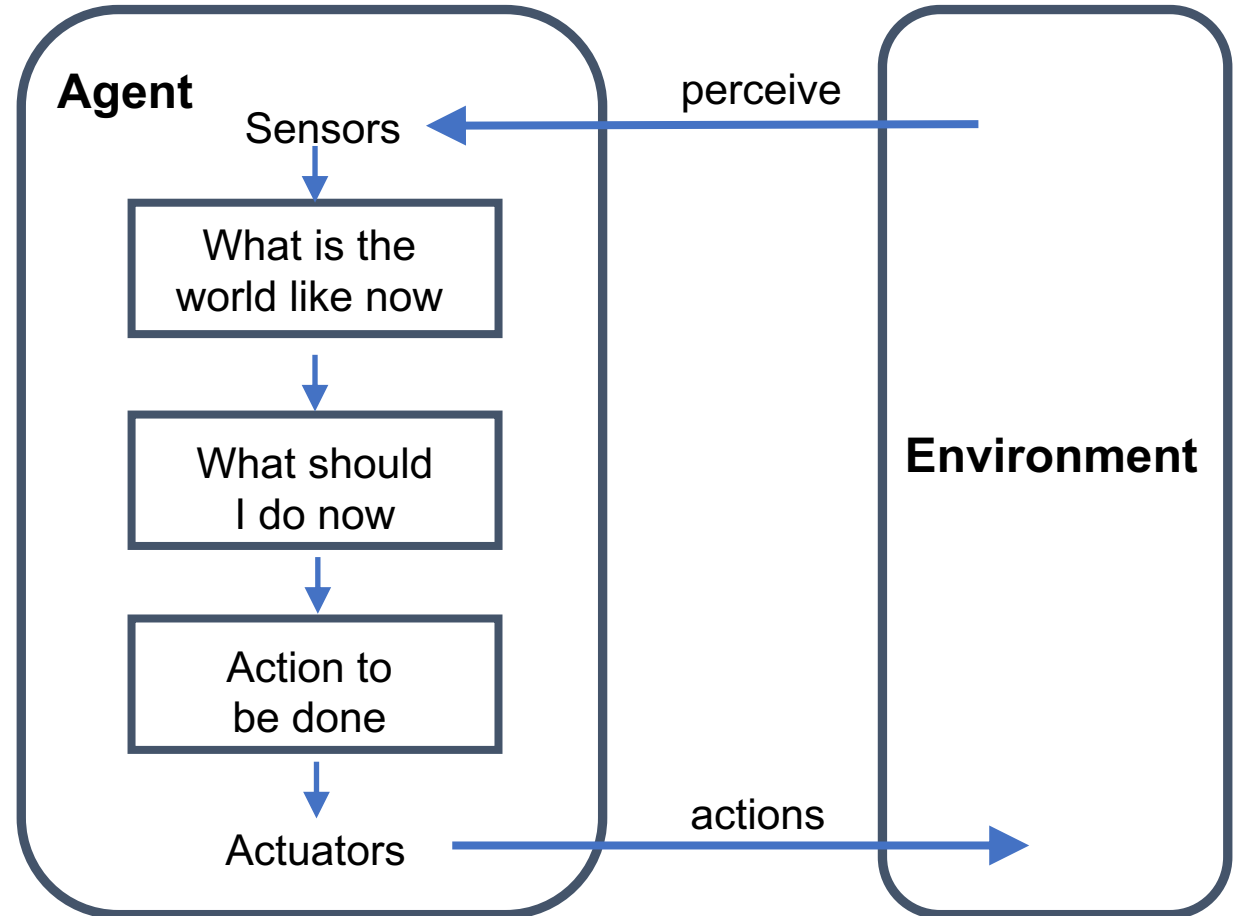 Agent
perceive
Sensors
What is the
world like now
What should
I do now
Environment
Action to
be done
actions
Actuators